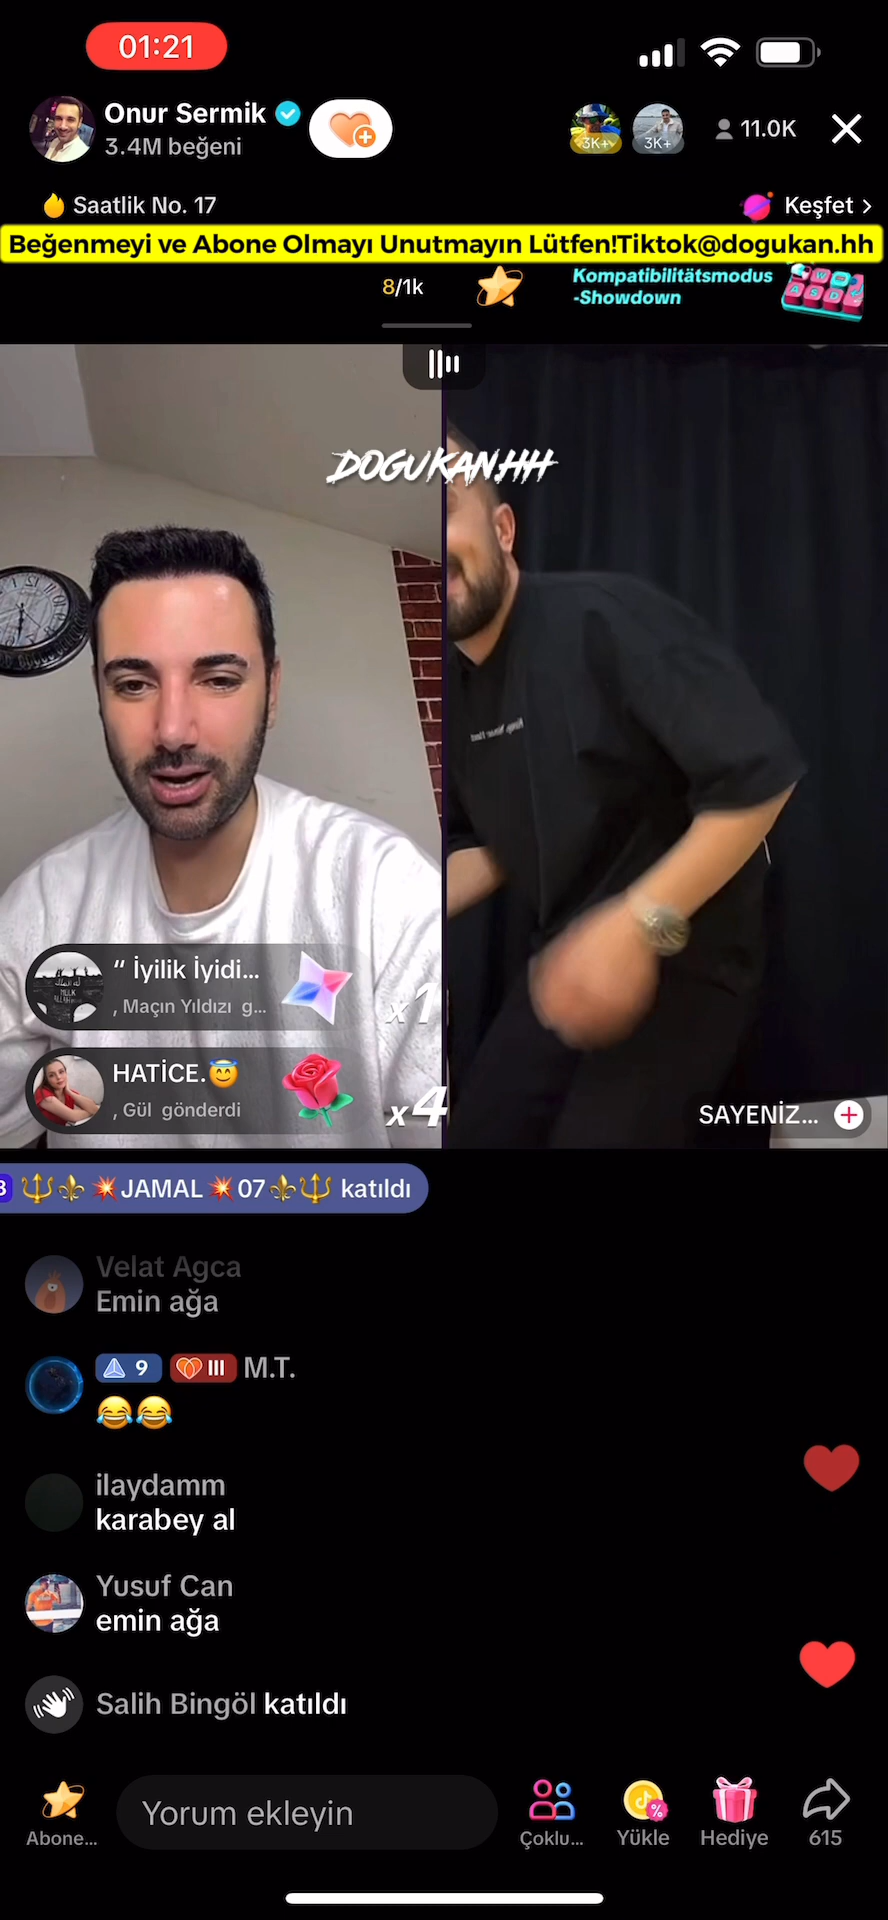 01:21
Onur Sermik
3.4M beğeni
3K+
3K+
11.0K
Saatlik No. 17
Keşfet
Beğenmeyi ve Abone Olmayı Unutmayın Lütfen!Tiktok@dogukan.hh
8/1k
Kompatibilitätsmodus
-Showdown
DOGUKAN.HH
“ İyilik İyidi...
, Maçın Yıldızı g...
x1
HATİCE.😇
, Gül gönderdi
x4
SAYENİZ...
🔱⚜️💥JAMAL💥07⚜️🔱 katıldı
Velat Agca
Emin ağa
9 III M.T.
😂😂
ilaydamm
karabey al
Yusuf Can
emin ağa
Salih Bingöl katıldı
Abone...
Yorum ekleyin
Çoklu...
Yükle
Hediye
615